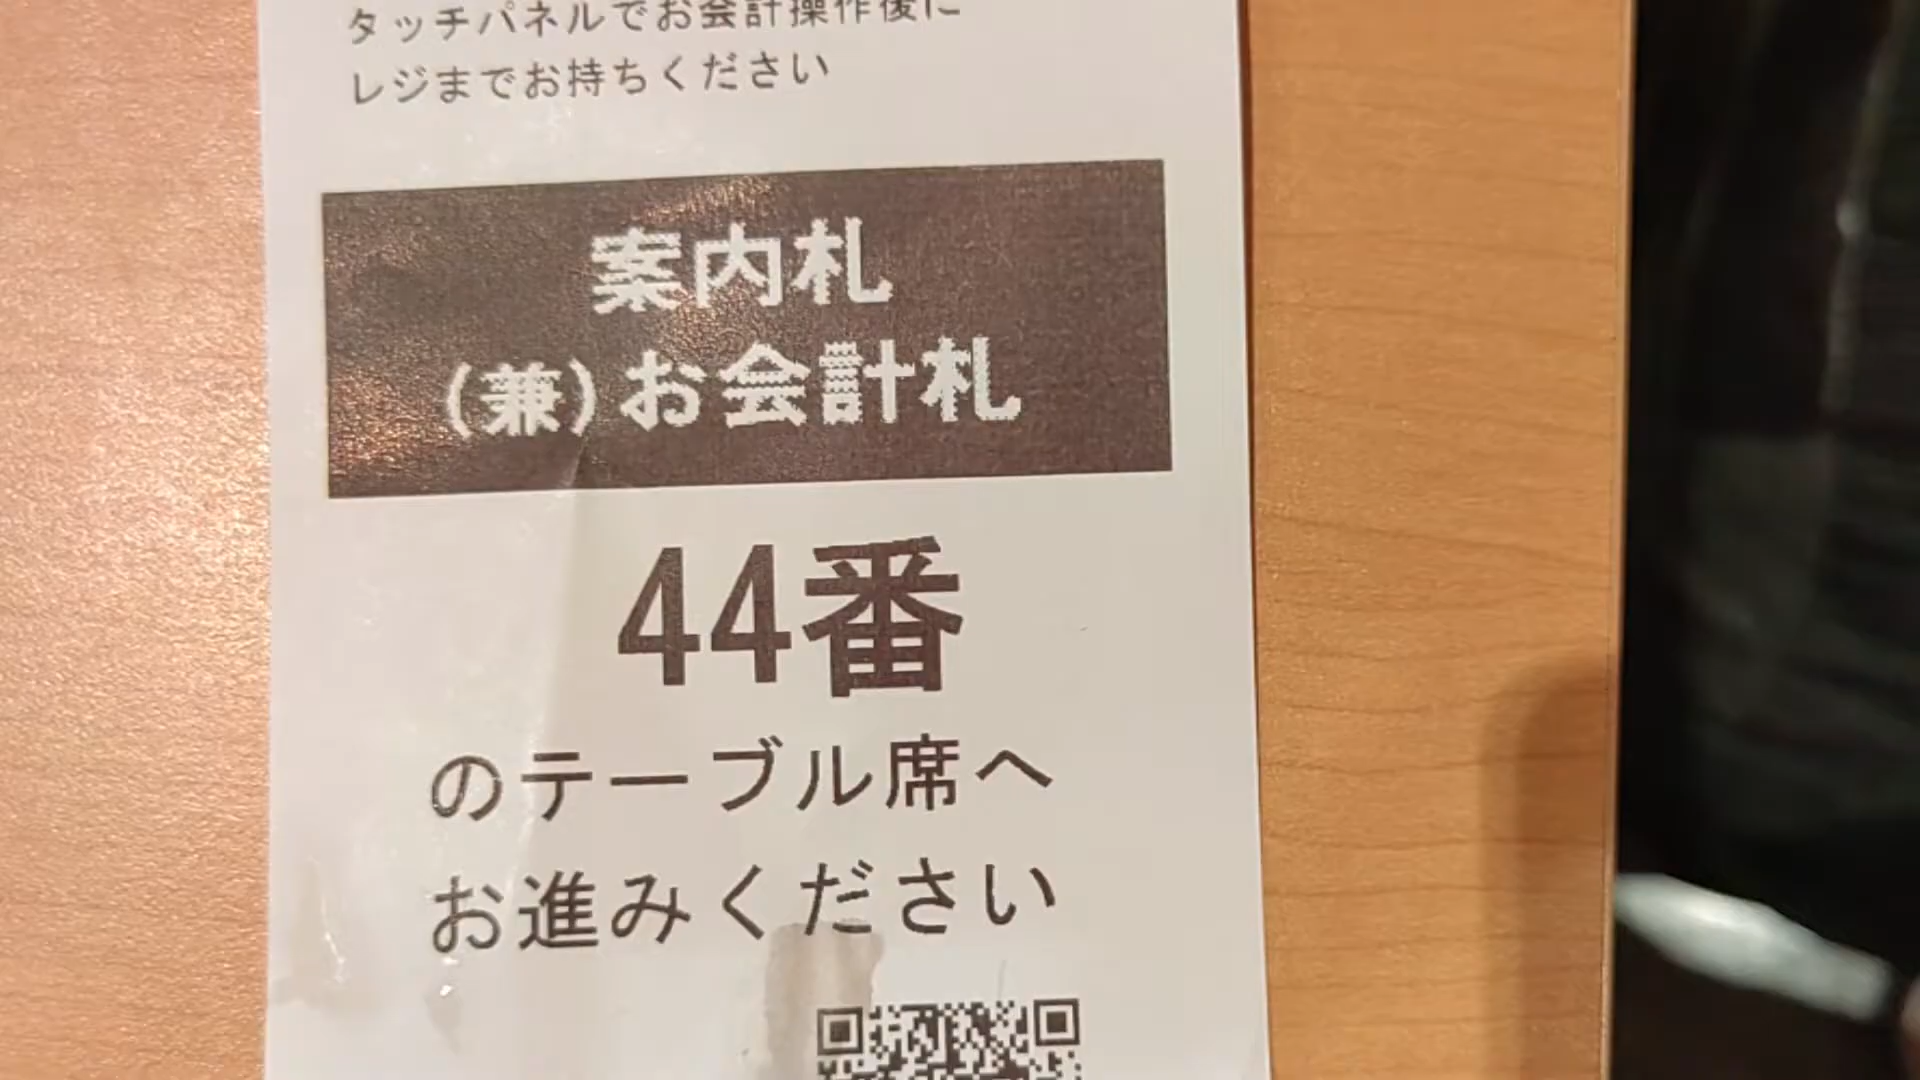 タッチパネルでお会計操作後に
レジまでお持ちください
案内札
(兼)お会計札
44番
のテーブル席へ
お進みください